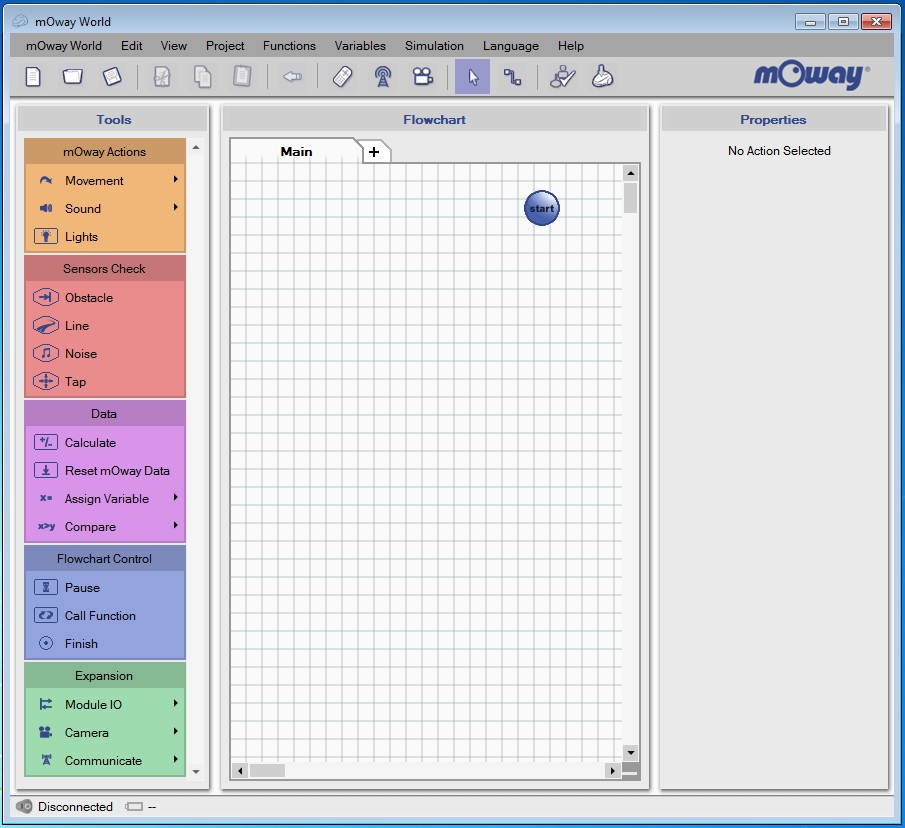 mOway World
mOway World Edit View Project Functions Variables Simulation Language Help
mOway®
Tools
mOway Actions
Movement
Sound
Lights
Sensors Check
Obstacle
Line
Noise
Tap
Data
+/- Calculate
Reset mOway Data
x= Assign Variable
x>y Compare
Flowchart Control
Pause
Call Function
Finish
Expansion
Module IO
Camera
Communicate
Flowchart
Main +
start
Properties
No Action Selected
Disconnected --